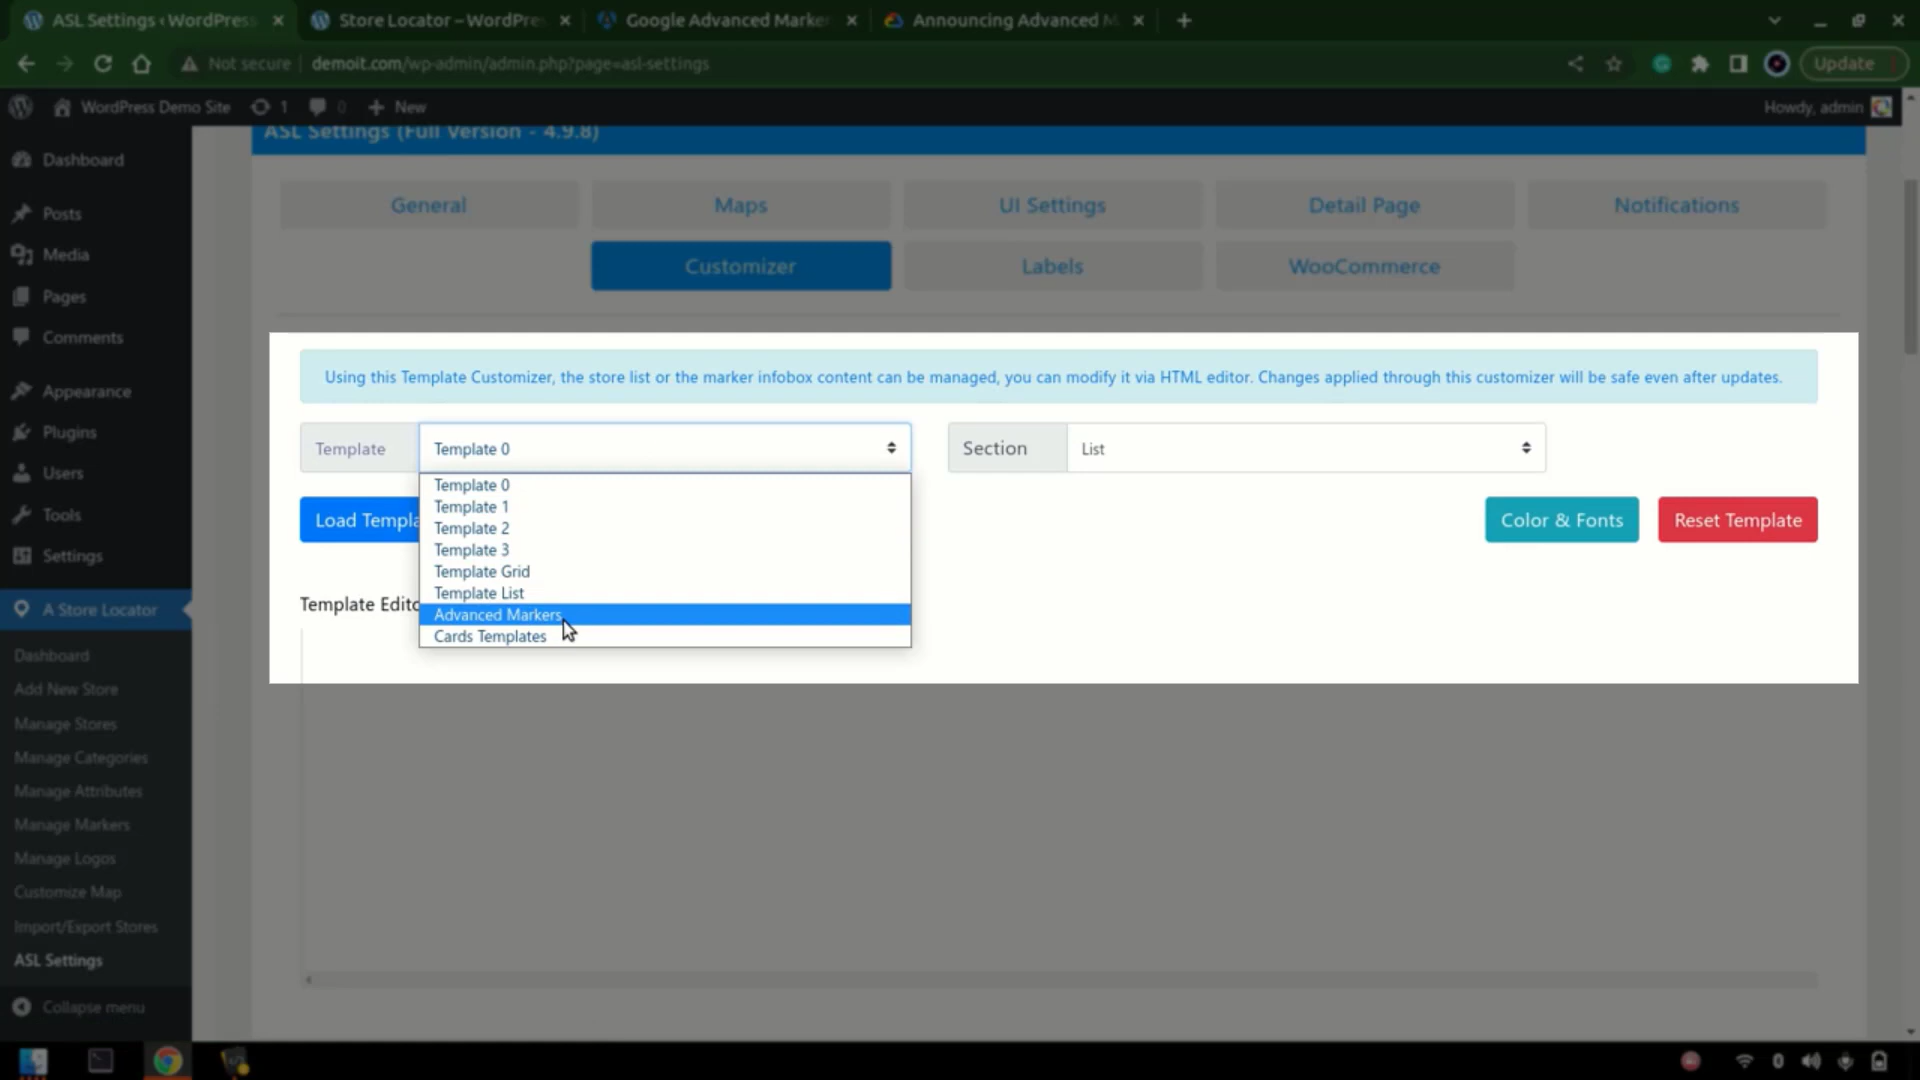 ASL Settings ‹ WordPress
Store Locator – WordPre
Google Advanced Marker
Announcing Advanced M
Not secure
demoit.com/wp-admin/admin.php?page=asl-settings
Update
WordPress Demo Site
1
0
New
Howdy, admin
ASL Settings (Full Version - 4.9.8)
Dashboard
Posts
Media
Pages
Comments
Appearance
Plugins
Users
Tools
Settings
A Store Locator
Dashboard
Add New Store
Manage Stores
Manage Categories
Manage Attributes
Manage Markers
Manage Logos
Customize Map
Import/Export Stores
ASL Settings
Collapse menu
General
Maps
UI Settings
Detail Page
Notifications
Customizer
Labels
WooCommerce
Using this Template Customizer, the store list or the marker infobox content can be managed, you can modify it via HTML editor. Changes applied through this customizer will be safe even after updates.
Template
Template 0
Section
List
Template 0
Template 1
Template 2
Template 3
Template Grid
Template List
Advanced Markers
Cards Templates
Load Templa
Color & Fonts
Reset Template
Template Edito